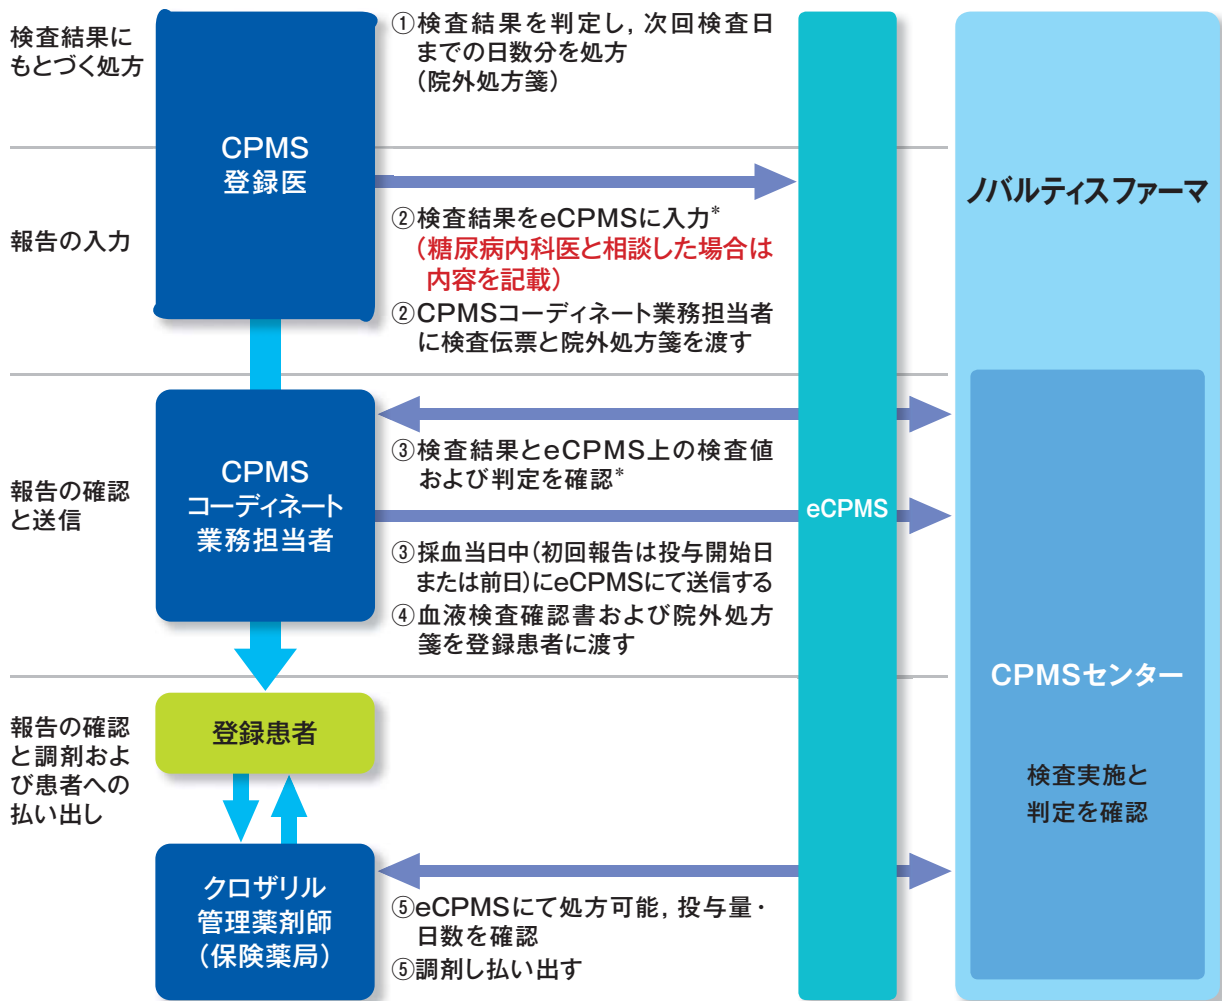 検査結果に
もとづく処方
CPMS
登録医
①検査結果を判定し, 次回検査日
までの日数分を処方
（院外処方箋）
報告の入力
②検査結果をeCPMSに入力*
（糖尿病内科医と相談した場合は
内容を記載）
②CPMSコーディネート業務担当者
に検査伝票と院外処方箋を渡す
報告の確認
と送信
CPMS
コーディネート
業務担当者
③検査結果とeCPMS上の検査値
および判定を確認*
③採血当日中（初回報告は投与開始日
または前日）にeCPMSにて送信する
④血液検査確認書および院外処方
箋を登録患者に渡す
報告の確認
と調剤およ
び患者への
払い出し
登録患者
クロザリル
管理薬剤師
（保険薬局）
⑤eCPMSにて処方可能, 投与量・
日数を確認
⑤調剤し払い出す
eCPMS
ノバルティス ファーマ
CPMSセンター
検査実施と
判定を確認